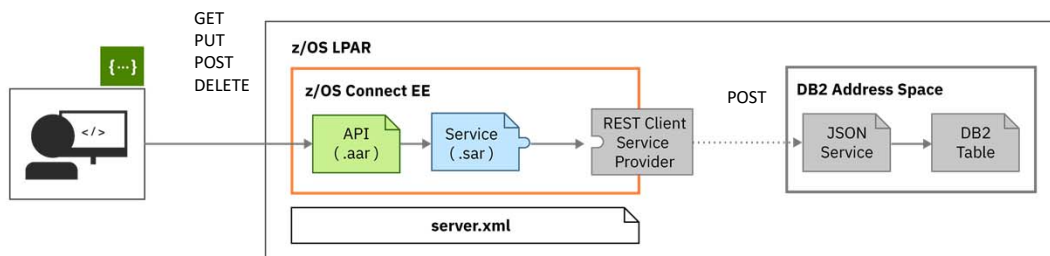 GET
PUT
POST
DELETE
{...}
</>
z/OS LPAR
z/OS Connect EE
API
(.aar)
Service
(.sar)
REST Client
Service
Provider
server.xml
POST
DB2 Address Space
JSON
Service
DB2
Table